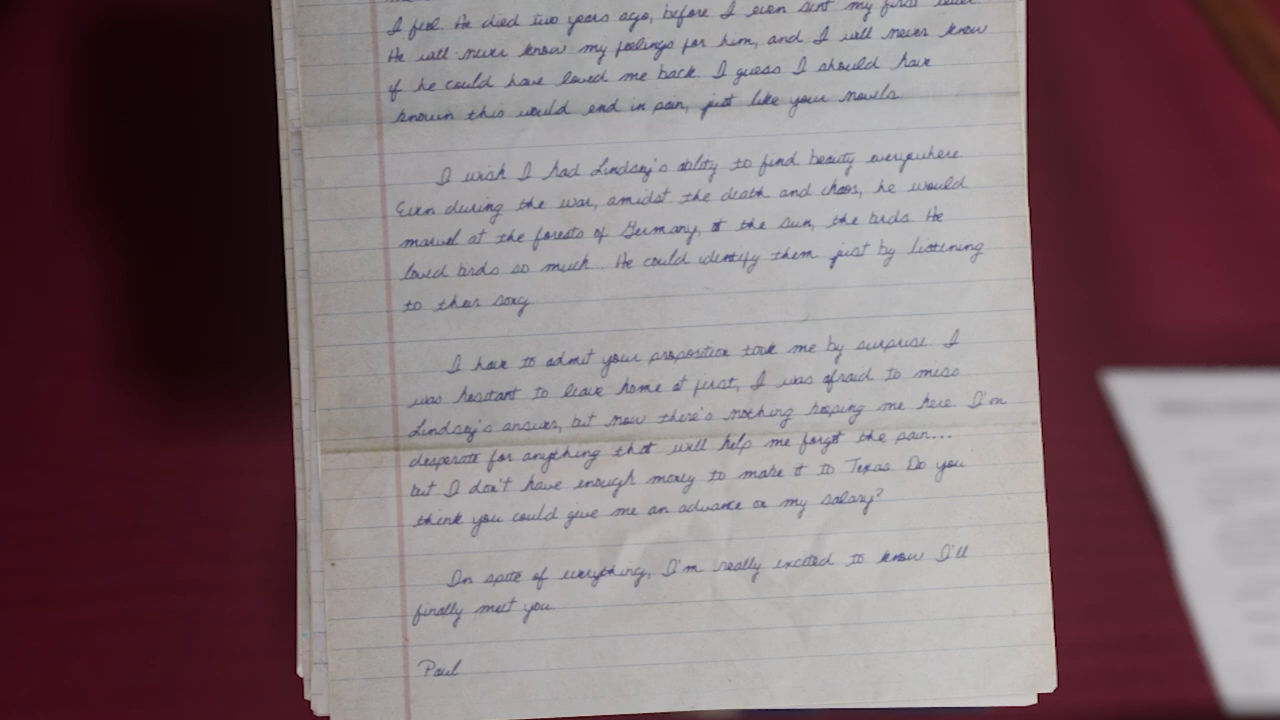 I feel. He died two years ago, before I even sent my first letter
He will never know my feelings for him, and I will never know
if he could have loved me back. I guess I should have
known this would end in pain, just like your novels.
I wish I had Lindsey's ability to find beauty everywhere
Even during the war, amidst the death and chaos, he would
marvel at the forests of Germany, at the sun, the birds. He
loved birds so much... He could identify them just by listening
to their song.
I have to admit your proposition took me by surprise. I
was hesitant to leave home at first, I was afraid to miss
Lindsey's answer, but now there's nothing keeping me here I'm
desperate for anything that will help me forget the pain...
but I don't have enough money to make it to Texas. Do you
think you could give me an advance on my salary?
In spite of everything, I'm really excited to know I'll
finally meet you.
Paul